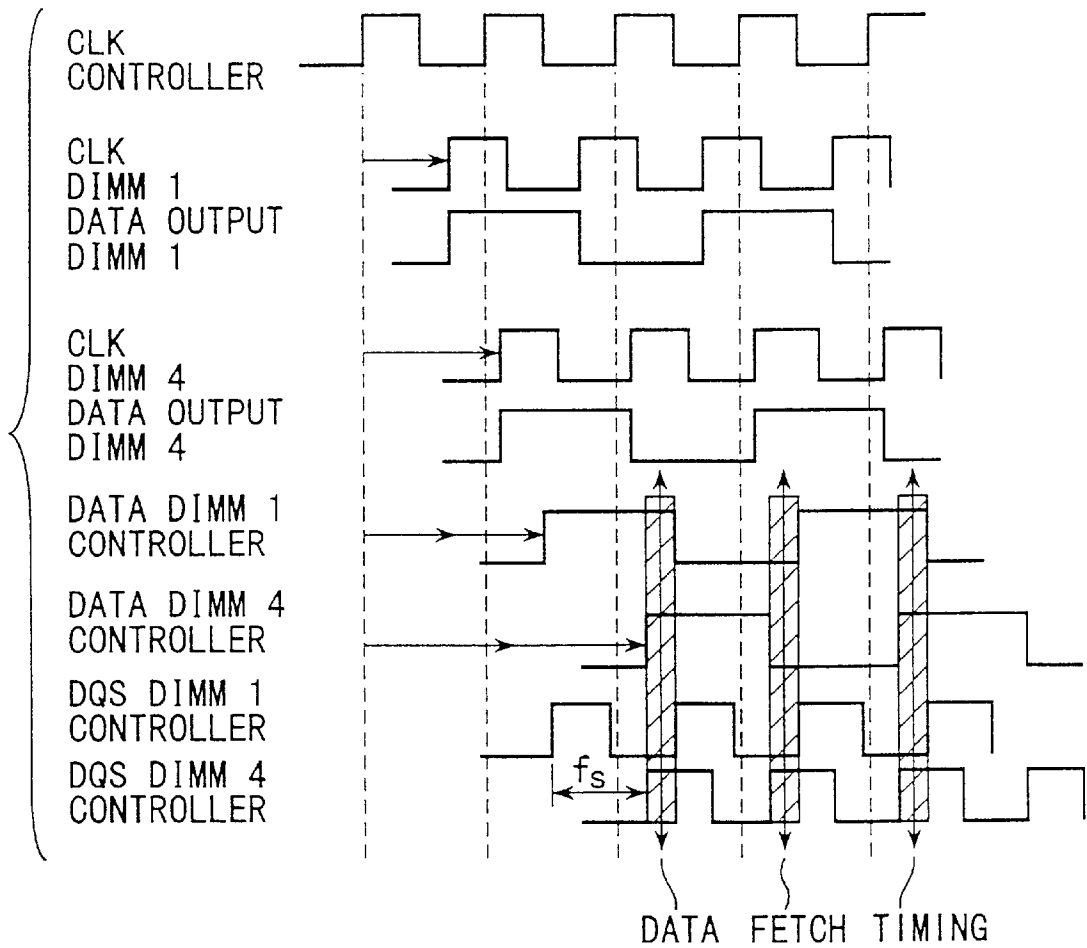 CLK
CONTROLLER
CLK
DIMM 1
DATA OUTPUT
DIMM 1
CLK
DIMM 4
DATA OUTPUT
DIMM 4
DATA DIMM 1
CONTROLLER
DATA DIMM 4
CONTROLLER
DQS DIMM 1
CONTROLLER
DQS DIMM 4
CONTROLLER
fs
DATA FETCH TIMING